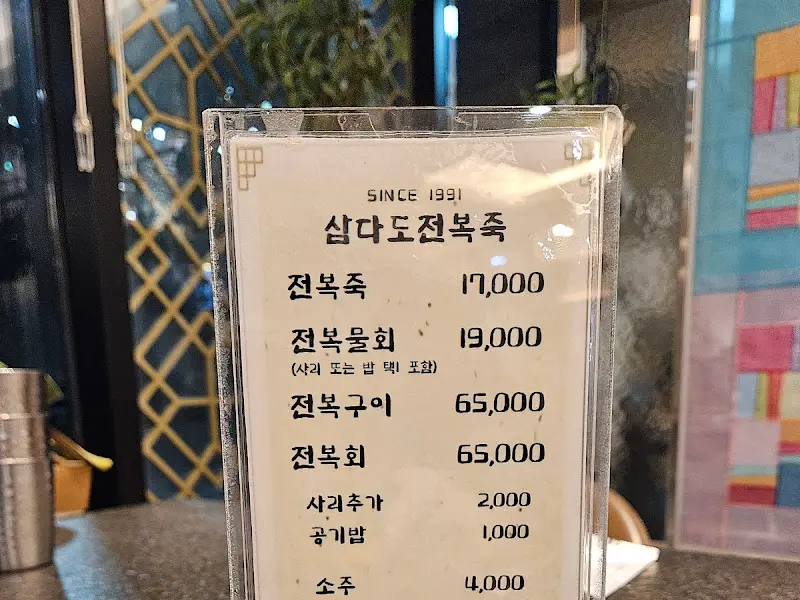 SINCE 1991
삼다도전복죽
전복죽 17,000
전복물회 19,000
(사리 또는 밥 택1 포함)
전복구이 65,000
전복회 65,000
사리추가 2,000
공기밥 1,000
소주 4,000